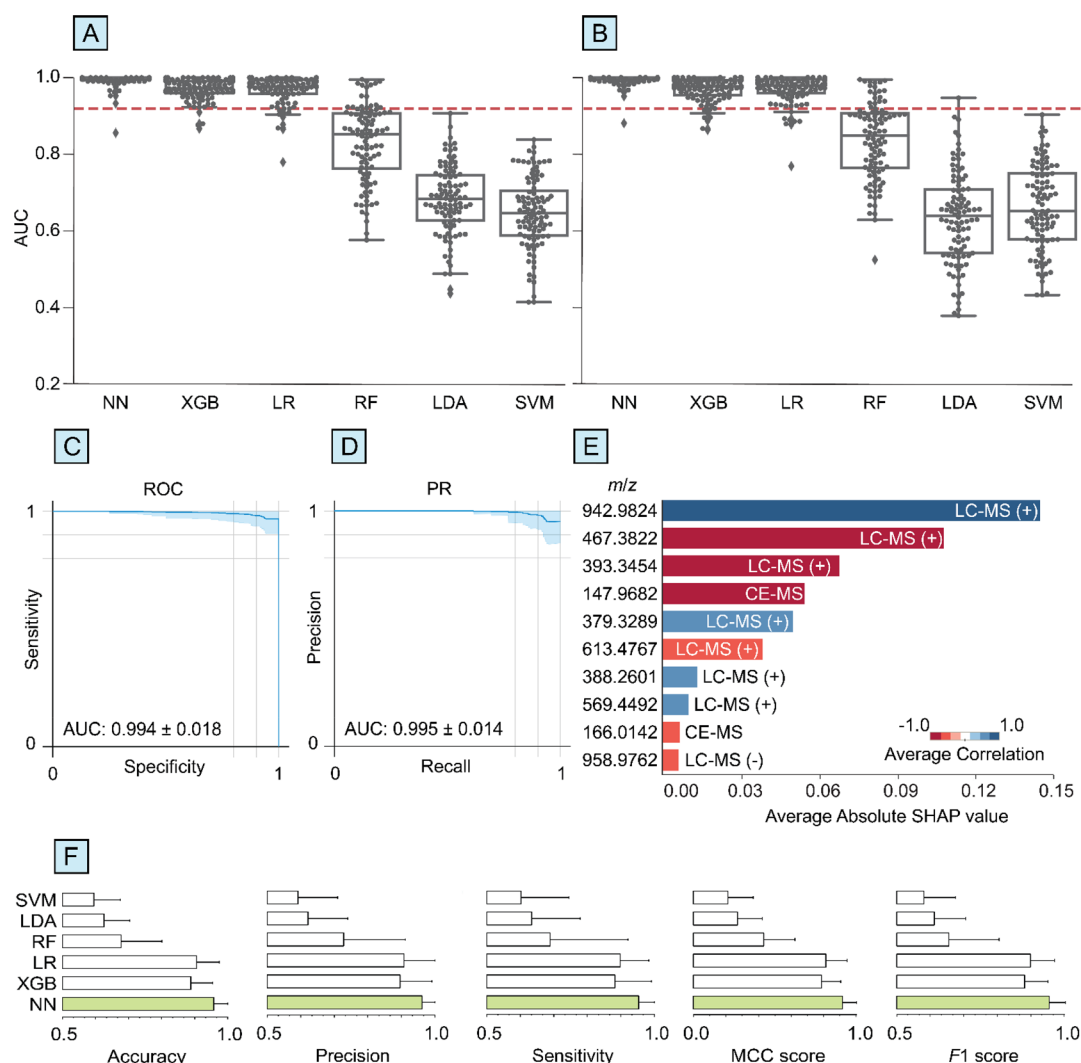 A
B
1.0
0.8
0.6
0.4
0.2
AUC
NN XGB LR RF LDA SVM
NN XGB LR RF LDA SVM
C
ROC
1
Sensitivity
AUC: 0.994 ± 0.018
0
0 Specificity 1
D
PR
1
Precision
AUC: 0.995 ± 0.014
0
0 Recall 1
E
m/z
942.9824 LC-MS (+)
467.3822 LC-MS (+)
393.3454 LC-MS (+)
147.9682 CE-MS
379.3289 LC-MS (+)
613.4767 LC-MS (+)
388.2601 LC-MS (+)
569.4492 LC-MS (+)
166.0142 CE-MS
958.9762 LC-MS (-)
-1.0 1.0
Average Correlation
0.00 0.03 0.06 0.09 0.12 0.15
Average Absolute SHAP value
F
SVM
LDA
RF
LR
XGB
NN
0.5 1.0
Accuracy
0.5 1.0
Precision
0.5 1.0
Sensitivity
0.0 1.0
MCC score
0.5 1.0
F1 score